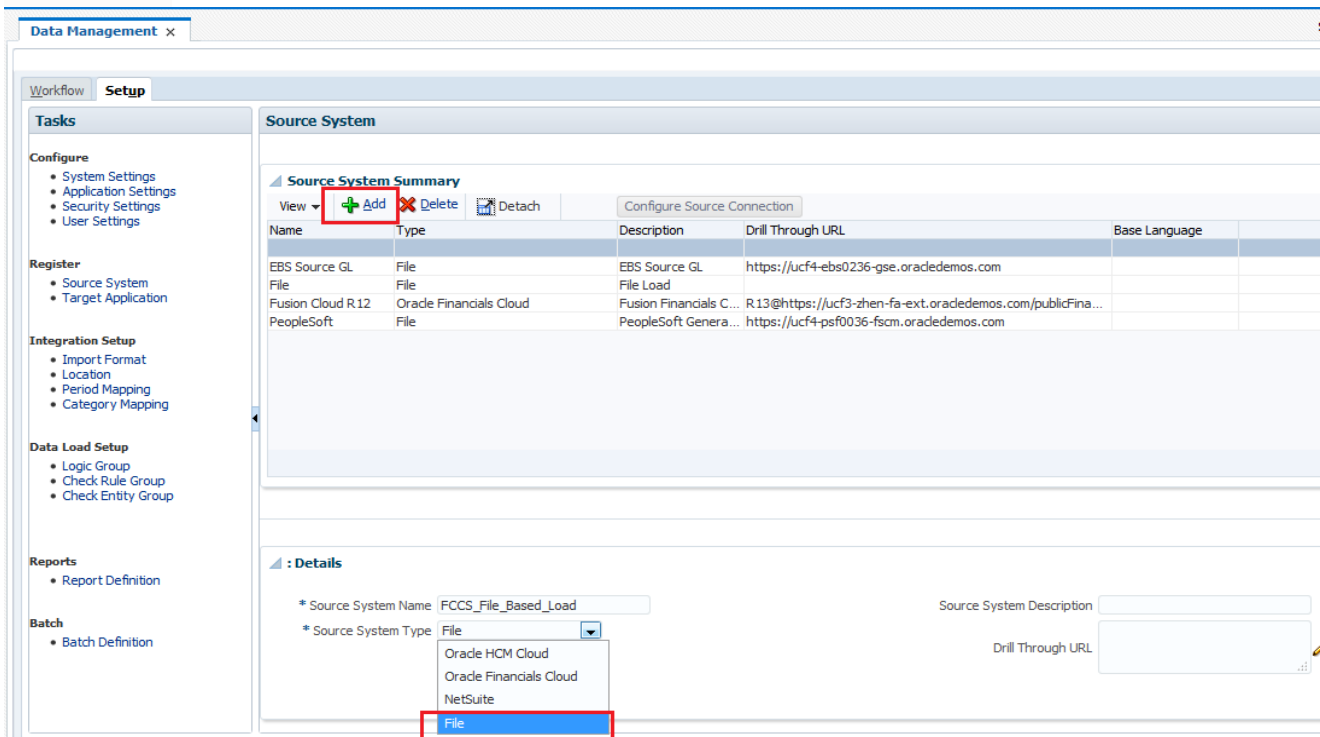 Data Management x
Workflow Setup
Tasks
Configure
System Settings
Application Settings
Security Settings
User Settings
Register
Source System
Target Application
Integration Setup
Import Format
Location
Period Mapping
Category Mapping
Data Load Setup
Logic Group
Check Rule Group
Check Entity Group
Reports
Report Definition
Batch
Batch Definition
Source System
Source System Summary
View Add Delete Detach Configure Source Connection
Name Type Description Drill Through URL Base Language
EBS Source GL File EBS Source GL https://ucf4-ebs0236-gse.oracledemos.com
File File File Load
Fusion Cloud R12 Oracle Financials Cloud Fusion Financials C... R13@https://ucf3-zhen-fa-ext.oracledemos.com/publicFina...
PeopleSoft File PeopleSoft Genera... https://ucf4-psf0036-fscm.oracledemos.com
: Details
* Source System Name FCCS_File_Based_Load Source System Description
* Source System Type File
Drill Through URL
Oracle HCM Cloud
Oracle Financials Cloud
NetSuite
File